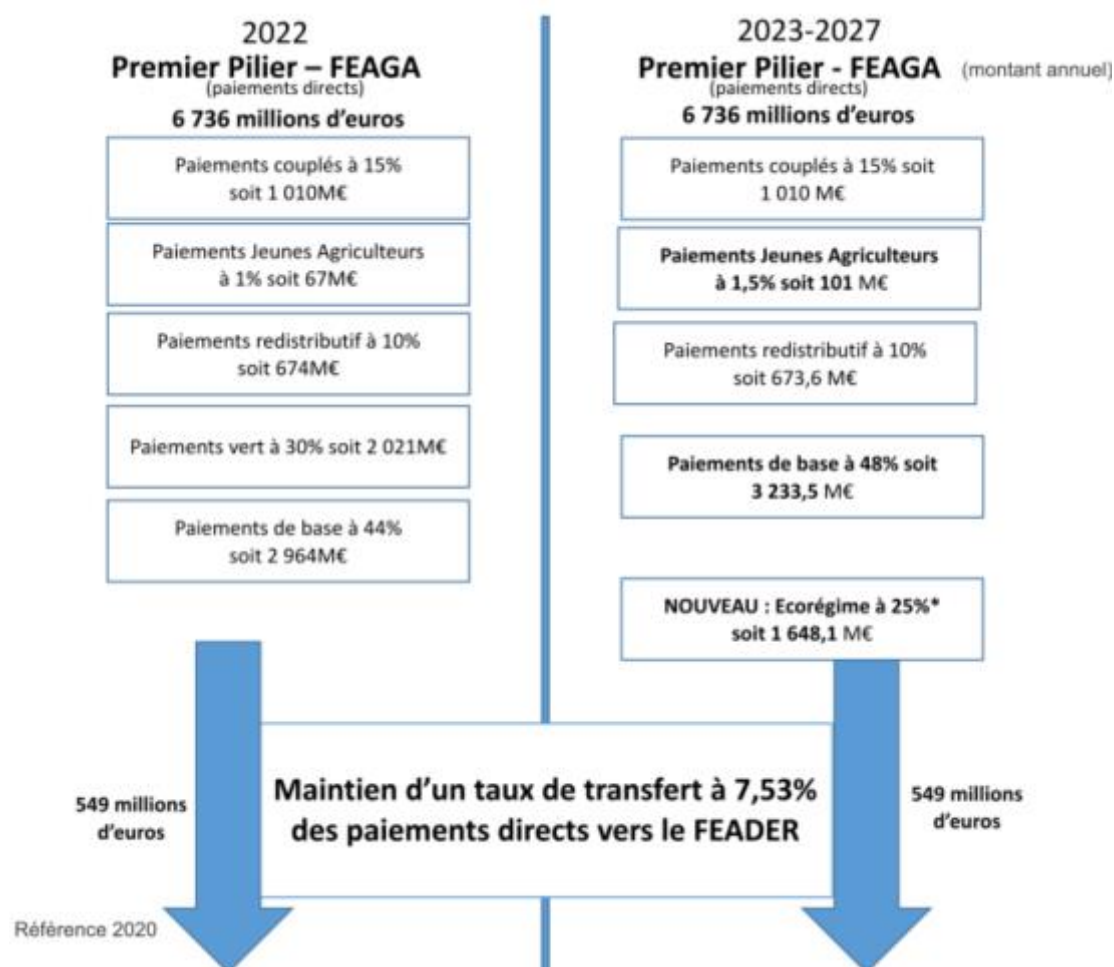 2022
Premier Pilier – FEAGA
(paiements directs)
6 736 millions d'euros
Paiements couplés à 15%
soit 1 010M€
Paiements Jeunes Agriculteurs
à 1% soit 67M€
Paiements redistributif à 10%
soit 674M€
Paiements vert à 30% soit 2 021M€
Paiements de base à 44%
soit 2 964M€
549 millions
d'euros
Référence 2020
2023-2027
Premier Pilier - FEAGA (montant annuel)
(paiements directs)
6 736 millions d'euros
Paiements couplés à 15% soit
1 010 M€
Paiements Jeunes Agriculteurs
à 1,5% soit 101 M€
Paiements redistributif à 10%
soit 673,6 M€
Paiements de base à 48% soit
3 233,5 M€
NOUVEAU : Ecorégime à 25%*
soit 1 648,1 M€
Maintien d'un taux de transfert à 7,53%
des paiements directs vers le FEADER
549 millions
d'euros